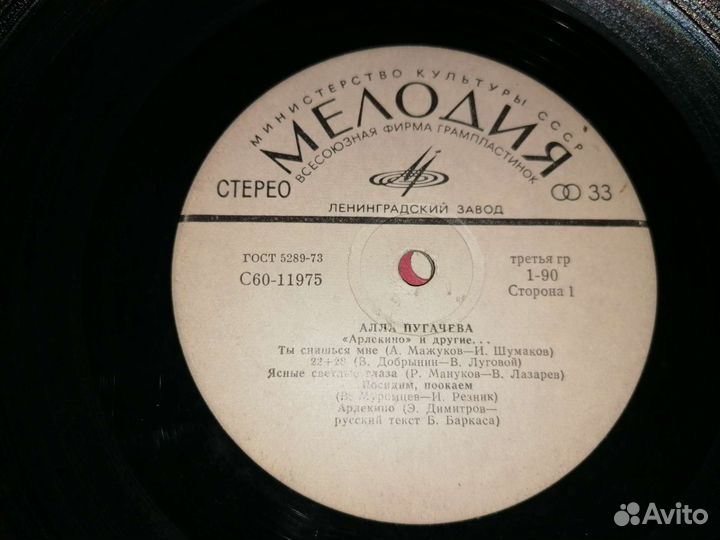 МИНИСТЕРСТВО КУЛЬТУРЫ СССР
МЕЛОДИЯ
ВСЕСОЮЗНАЯ ФИРМА ГРАМПЛАСТИНОК
СТЕРЕО
33
ЛЕНИНГРАДСКИЙ ЗАВОД
ГОСТ 5289-73
С60-11975
третья гр
1-90
Сторона 1
АЛЛА ПУГАЧЕВА
«Арлекино» и другие...
Ты снишься мне (А. Мажуков—И. Шумаков)
22+28 (В. Добрынин—В. Луговой)
Ясные светлые глаза (Р. Мануков—В. Лазарев)
Посидим, поокаем
(В. Муромцев—И. Резник)
Арлекино (Э. Димитров—
русский текст Б. Баркаса)
Avito